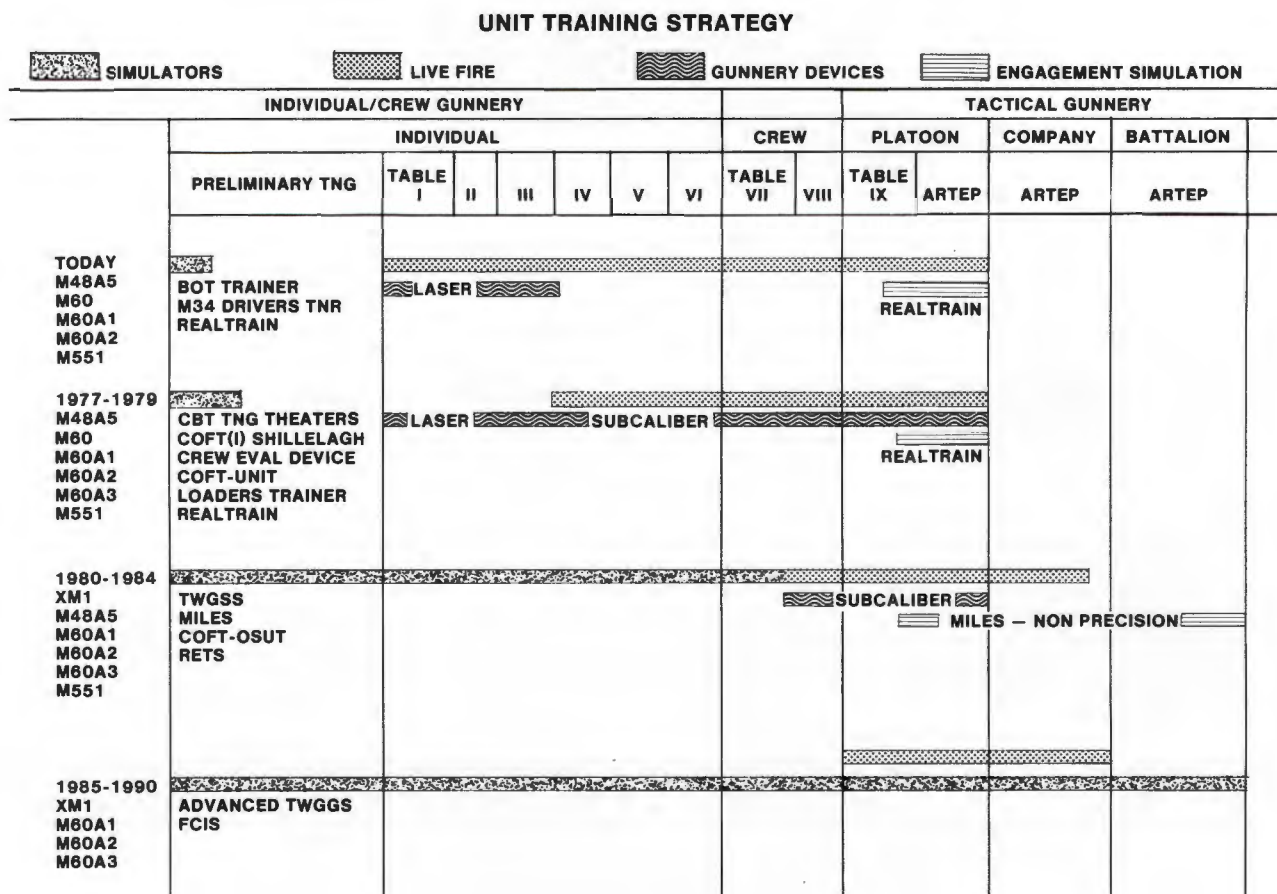 UNIT TRAINING STRATEGY
SIMULATORS LIVE FIRE GUNNERY DEVICES ENGAGEMENT SIMULATION
INDIVIDUAL/CREW GUNNERY TACTICAL GUNNERY
INDIVIDUAL CREW PLATOON COMPANY BATTALION
PRELIMINARY TNG TABLE I II III IV V VI TABLE VII VIII TABLE IX ARTEP ARTEP ARTEP
TODAY
M48A5 BOT TRAINER LASER
M60 M34 DRIVERS TNR REALTRAIN
M60A1 REALTRAIN
M60A2
M551
1977-1979
M48A5 CBT TNG THEATERS LASER SUBCALIBER
M60 COFT(I) SHILLELAGH
M60A1 CREW EVAL DEVICE REALTRAIN
M60A2 COFT-UNIT
M60A3 LOADERS TRAINER
M551 REALTRAIN
1980-1984
XM1 TWGSS SUBCALIBER
M48A5 MILES MILES — NON PRECISION
M60A1 COFT-OSUT
M60A2 RETS
M60A3
M551
1985-1990
XM1 ADVANCED TWGGS
M60A1 FCIS
M60A2
M60A3